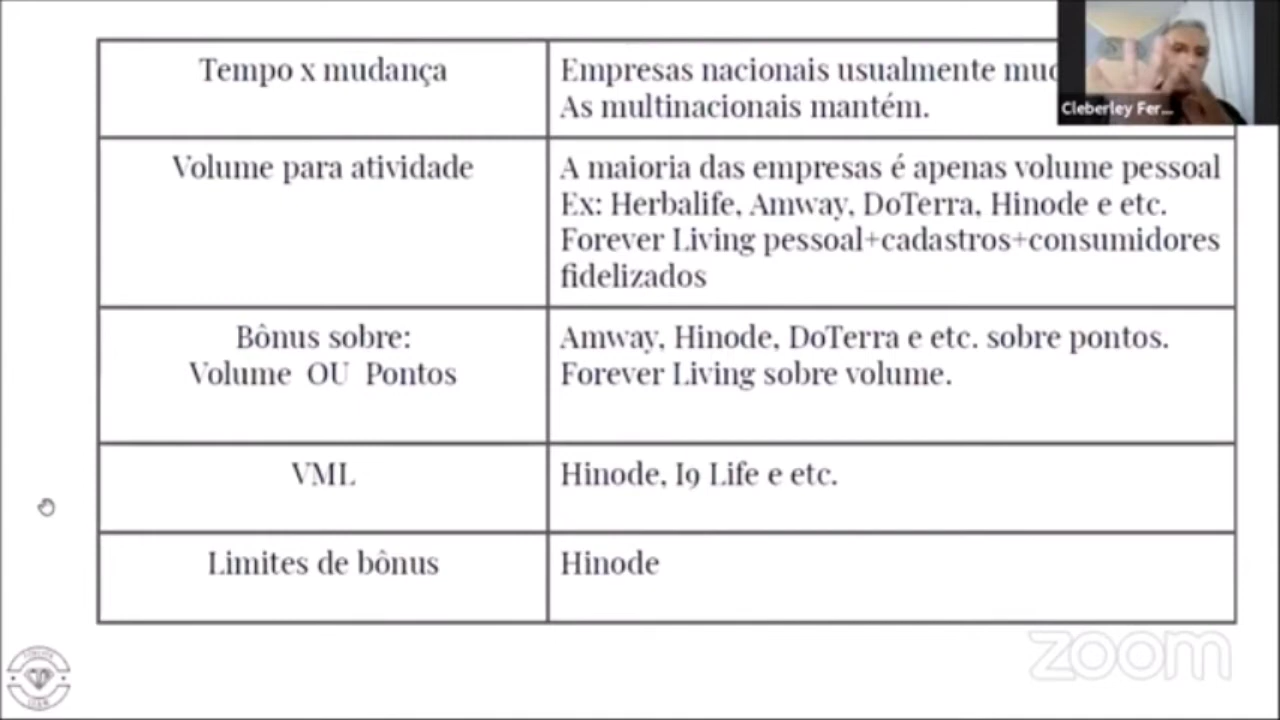 Tempo x mudança
Empresas nacionais usualmente
As multinacionais mantém.
Cleberley Fer...
Volume para atividade
A maioria das empresas é apenas volume pessoal
Ex: Herbalife, Amway, DoTerra, Hinode e etc.
Forever Living pessoal+cadastros+consumidores
fidelizados
Bônus sobre:
Volume OU Pontos
Amway, Hinode, DoTerra e etc. sobre pontos.
Forever Living sobre volume.
VML
Hinode, I9 Life e etc.
Limites de bônus
Hinode
zoom